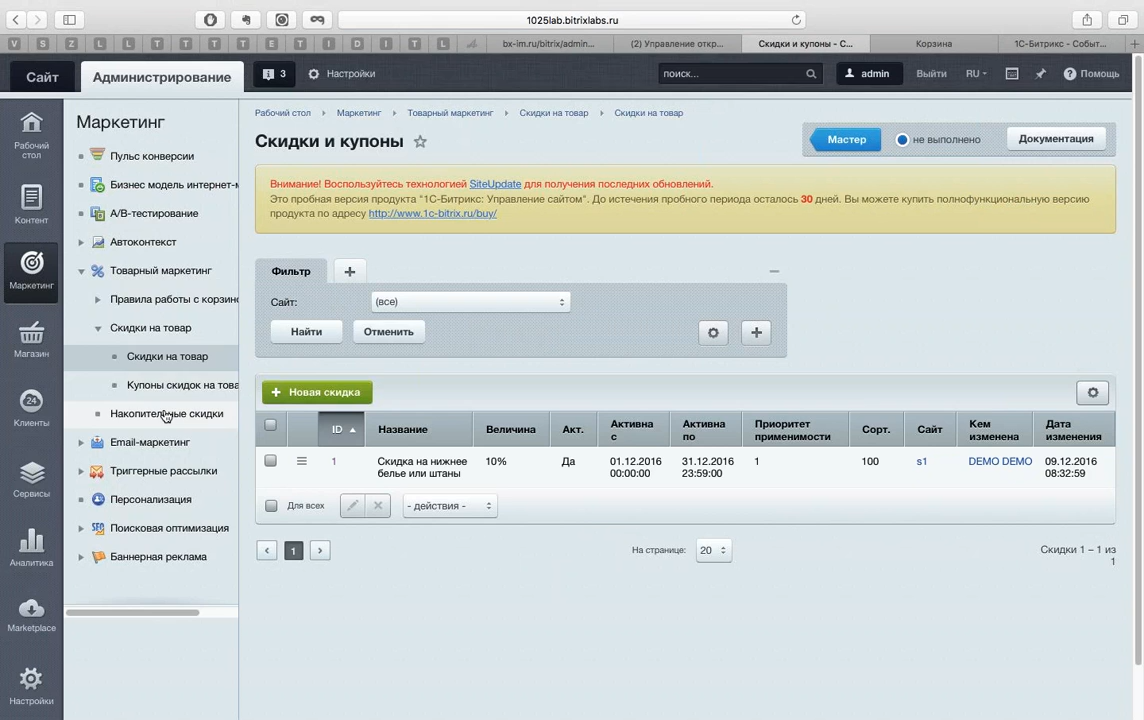 1025lab.bitrixlabs.ru
V S Z L L T T T T E T I D I T L
bx-im.ru/bitrix/admin...
(2) Управление откр...
Скидки и купоны - С...
Корзина
1С-Битрикс - Событ...
Сайт
Администрирование
3
Настройки
поиск...
admin
Выйти
RU
Помощь
Рабочий
стол
Контент
Маркетинг
Магазин
24
Клиенты
Сервисы
Аналитика
Marketplace
Настройки
Маркетинг
Пульс конверсии
Бизнес модель интернет-м
A/B-тестирование
Автоконтекст
Товарный маркетинг
Правила работы с корзино
Скидки на товар
Скидки на товар
Купоны скидок на това
Накопительные скидки
Email-маркетинг
Триггерные рассылки
Персонализация
SEO Поисковая оптимизация
Баннерная реклама
Рабочий стол
Маркетинг
Товарный маркетинг
Скидки на товар
Скидки на товар
Скидки и купоны
Мастер
не выполнено
Документация
Внимание! Воспользуйтесь технологией SiteUpdate для получения последних обновлений.
Это пробная версия продукта "1С-Битрикс: Управление сайтом". До истечения пробного периода осталось 30 дней. Вы можете купить полнофункциональную версию
продукта по адресу http://www.1c-bitrix.ru/buy/
Фильтр
Сайт:
(все)
Найти
Отменить
Новая скидка
ID
Название
Величина
Акт.
Активна
с
Активна
по
Приоритет
применимости
Сорт.
Сайт
Кем
изменена
Дата
изменения
1
Скидка на нижнее
белье или штаны
10%
Да
01.12.2016
00:00:00
31.12.2016
23:59:00
1
100
s1
DEMO DEMO
09.12.2016
08:32:59
Для всех
- действия -
1
На странице:
20
Скидки 1 – 1 из
1